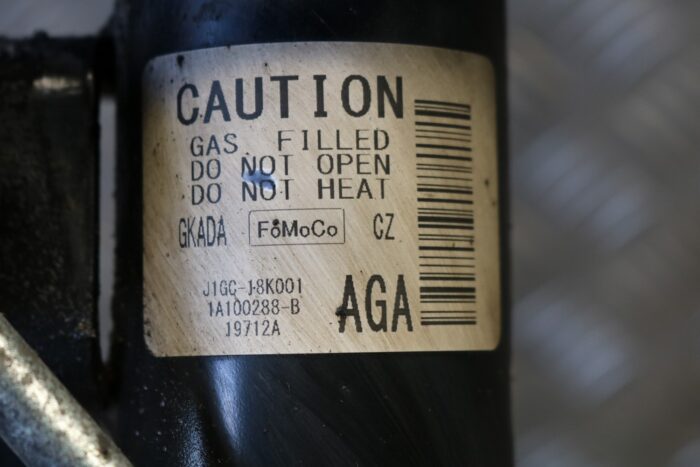 CAUTION
GAS FILLED
DO NOT OPEN
DO NOT HEAT
GKADA FoMoCo CZ
J1GC-18K001
1A100288-B
19712A
AGA